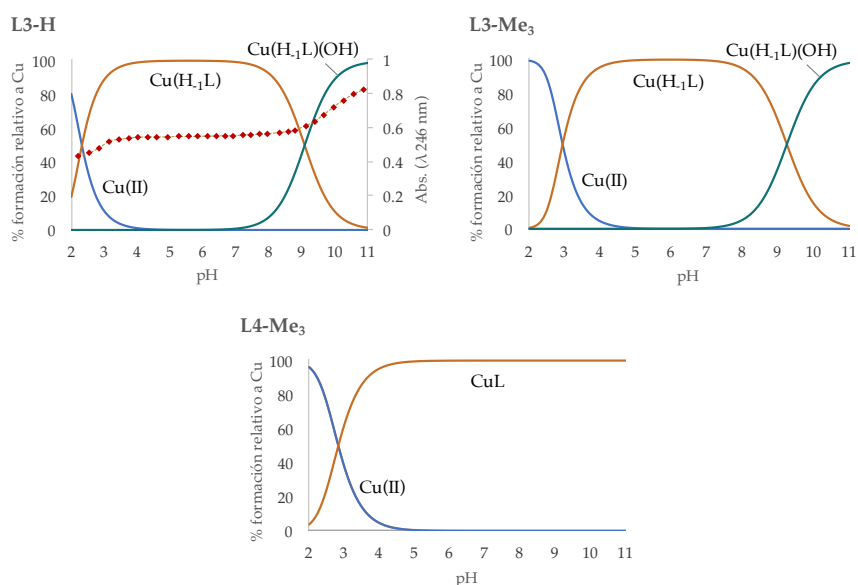 L3-H
% formación relativo a Cu
100
80
60
40
20
0
Cu(H₋₁L)
Cu(H₋₁L)(OH)
Cu(II)
1
0.8
0.6
0.4
0.2
0
Abs. (λ 246 nm)
2 3 4 5 6 7 8 9 10 11
pH
L3-Me₃
% formación relativo a Cu
100
80
60
40
20
0
Cu(H₋₁L)
Cu(H₋₁L)(OH)
Cu(II)
2 3 4 5 6 7 8 9 10 11
pH
L4-Me₃
% formación relativo a Cu
100
80
60
40
20
0
CuL
Cu(II)
2 3 4 5 6 7 8 9 10 11
pH